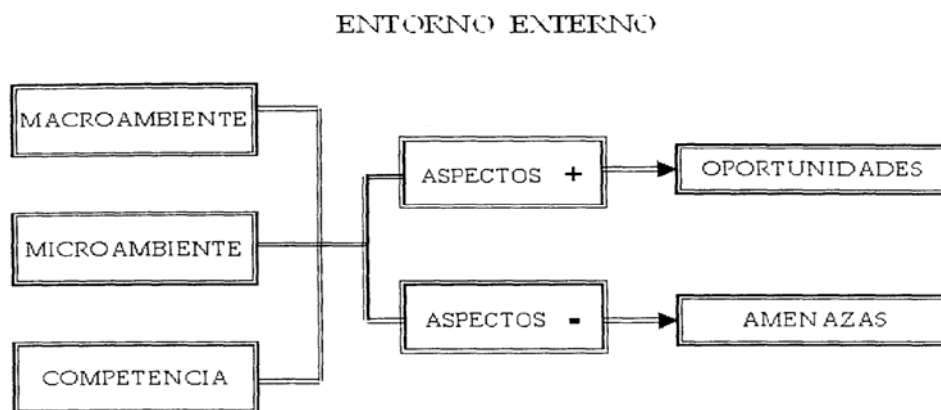 ENTORNO EXTERNO
MACROAMBIENTE
MICROAMBIENTE
COMPETENCIA
ASPECTOS +
ASPECTOS -
OPORTUNIDADES
AMENAZAS